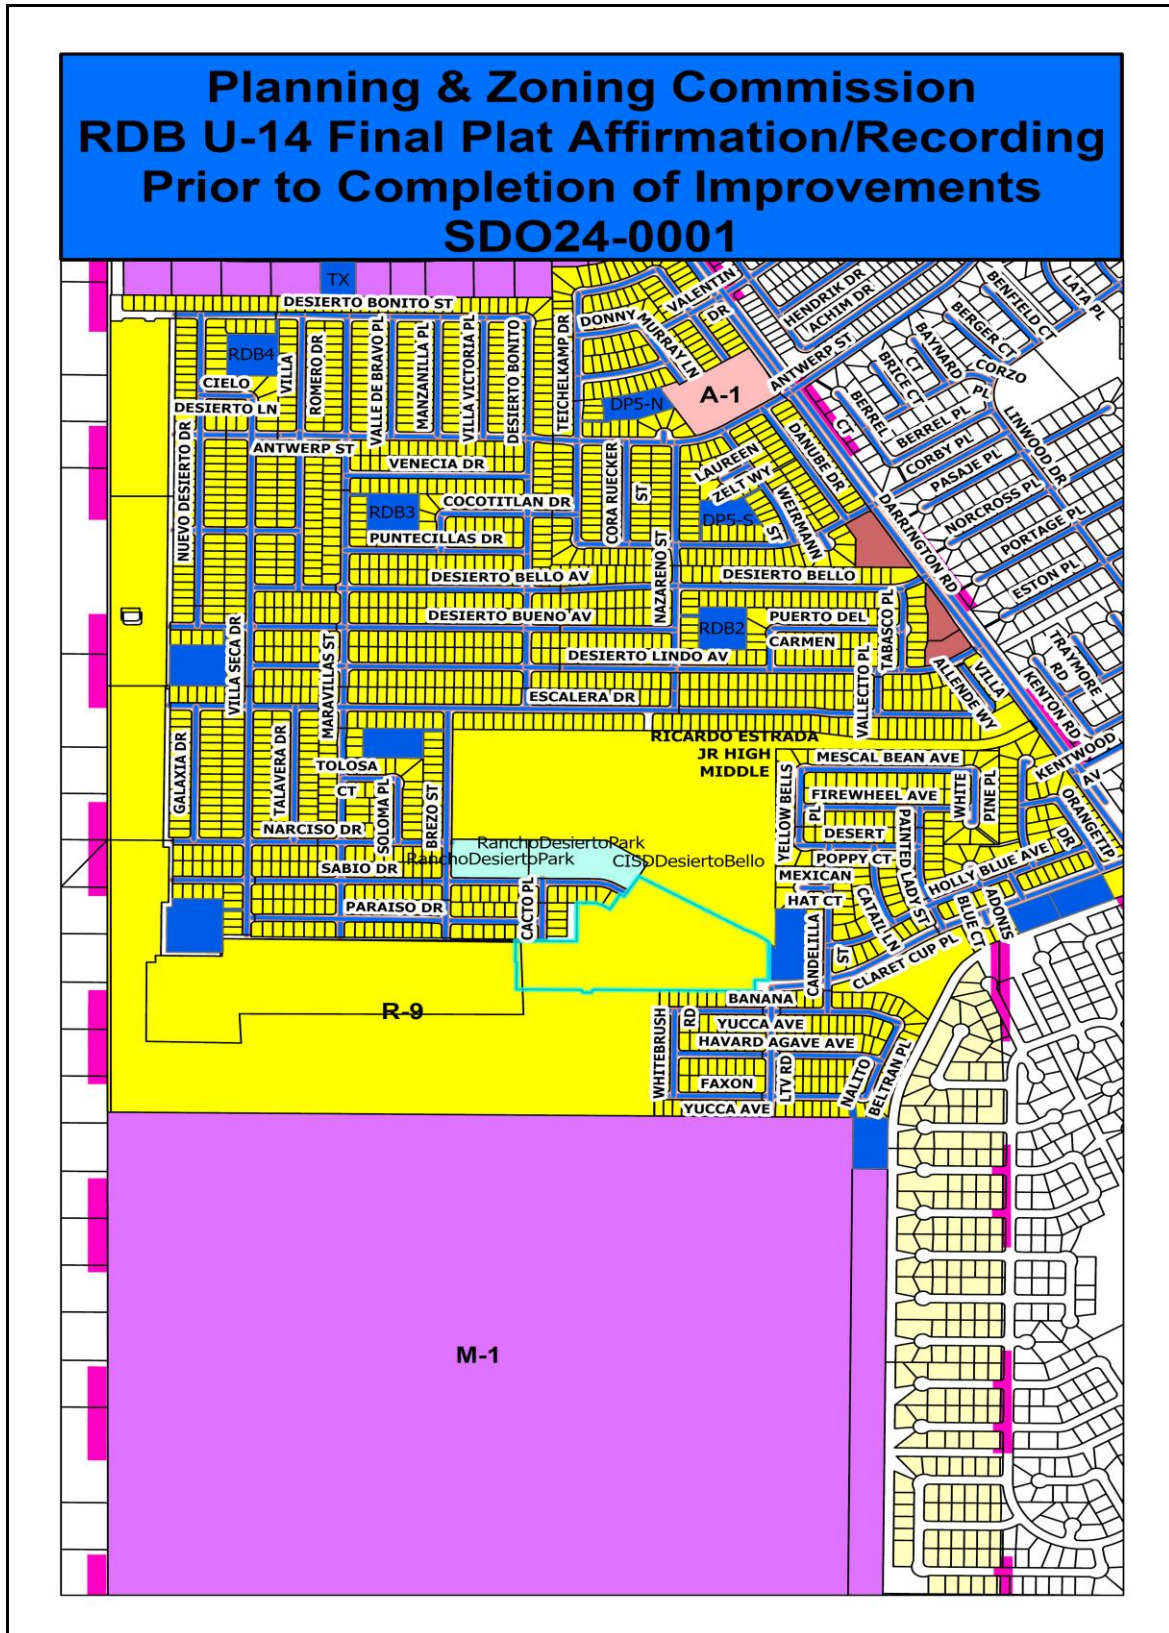 Planning & Zoning Commission
RDB U-14 Final Plat Affirmation/Recording
Prior to Completion of Improvements
SDO24-0001
TX
DESIERTO BONITO ST
VALENTIN
DR
HENDRIK DR
ACHIM DR
BENFIELD CT
LATA PL
BERGER CT
BAYNARD
CT
BRICE CT
CORZO
PL
DONNY
MURRAY LN
TEICHELKAMP DR
RDB4
CIELO
DESIERTO LN
VILLA
ROMERO DR
VALLE DE BRAVO PL
MANZANILLA PL
VILLA VICTORIA PL
DESIERTO BONITO
DP5-N
A-1
ANTWERP ST
BERREL
CT
BERREL PL
CORBY PL
PASAJE PL
LINWOOD DR
NORCROSS PL
PORTAGE PL
ESTON PL
NUEVO DESIERTO DR
ANTWERP ST
VENECIA DR
COCOTITLAN DR
RDB3
PUNTECILLAS DR
CORA RUECKER
ST
LAUREEN
ZELT WY
WEIRMANN
ST
DANUBE DR
DARRINGTON RD
DP5-S
NAZARENO ST
DESIERTO BELLO AV
DESIERTO BELLO
DESIERTO BUENO AV
RDB2
PUERTO DEL
CARMEN
TABASCO PL
VILLA SECA DR
MARAVILLAS ST
DESIERTO LINDO AV
VALLECITO PL
ALLENDE WY
VILLA
TRAYMORE
RD
KENTON RD
KENTWOOD
AV
ESCALERA DR
GALAXIA DR
TALAVERA DR
TOLOSA
CT
SOLOMA PL
BREZO ST
RICARDO ESTRADA
JR HIGH
MIDDLE
MESCAL BEAN AVE
YELLOW BELLS
PL
FIREWHEEL AVE
WHITE
PINE PL
ORANGETIP
DR
NARCISO DR
DESERT
POPPY CT
PAINTED LADY ST
RanchoDesiertoPark
RanchoDesiertoPark
CISDDesiertoBello
SABIO DR
MEXICAN
HAT CT
CATAIL LN
HOLLY BLUE AVE
PARAISO DR
CACTO PL
CANDELILLA
ST
CLARET CUP PL
BLUE CT
ADONIS
R-9
BANANA
YUCCA AVE
WHITEBRUSH
RD
HAVARD AGAVE AVE
FAXON
YUCCA AVE
LTV RD
NALITO
BELTRAN PL
M-1